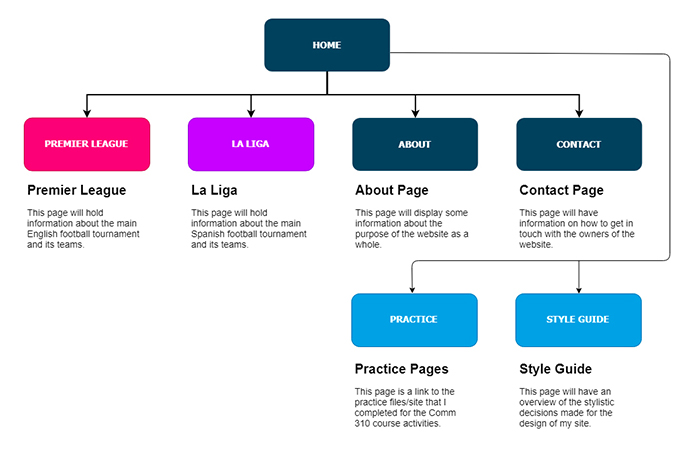 HOME
PREMIER LEAGUE
LA LIGA
ABOUT
CONTACT
Premier League
This page will hold
information about the main
English football tournament
and its teams.
La Liga
This page will hold
information about the main
Spanish football tournament
and its teams.
About Page
This page will display some
information about the
purpose of the website as a
whole.
Contact Page
This page will have
information on how to get in
touch with the owners of the
website.
PRACTICE
STYLE GUIDE
Practice Pages
This page is a link to the
practice files/site that I
completed for the Comm
310 course activities.
Style Guide
This page will have an
overview of the stylistic
decisions made for the
design of my site.